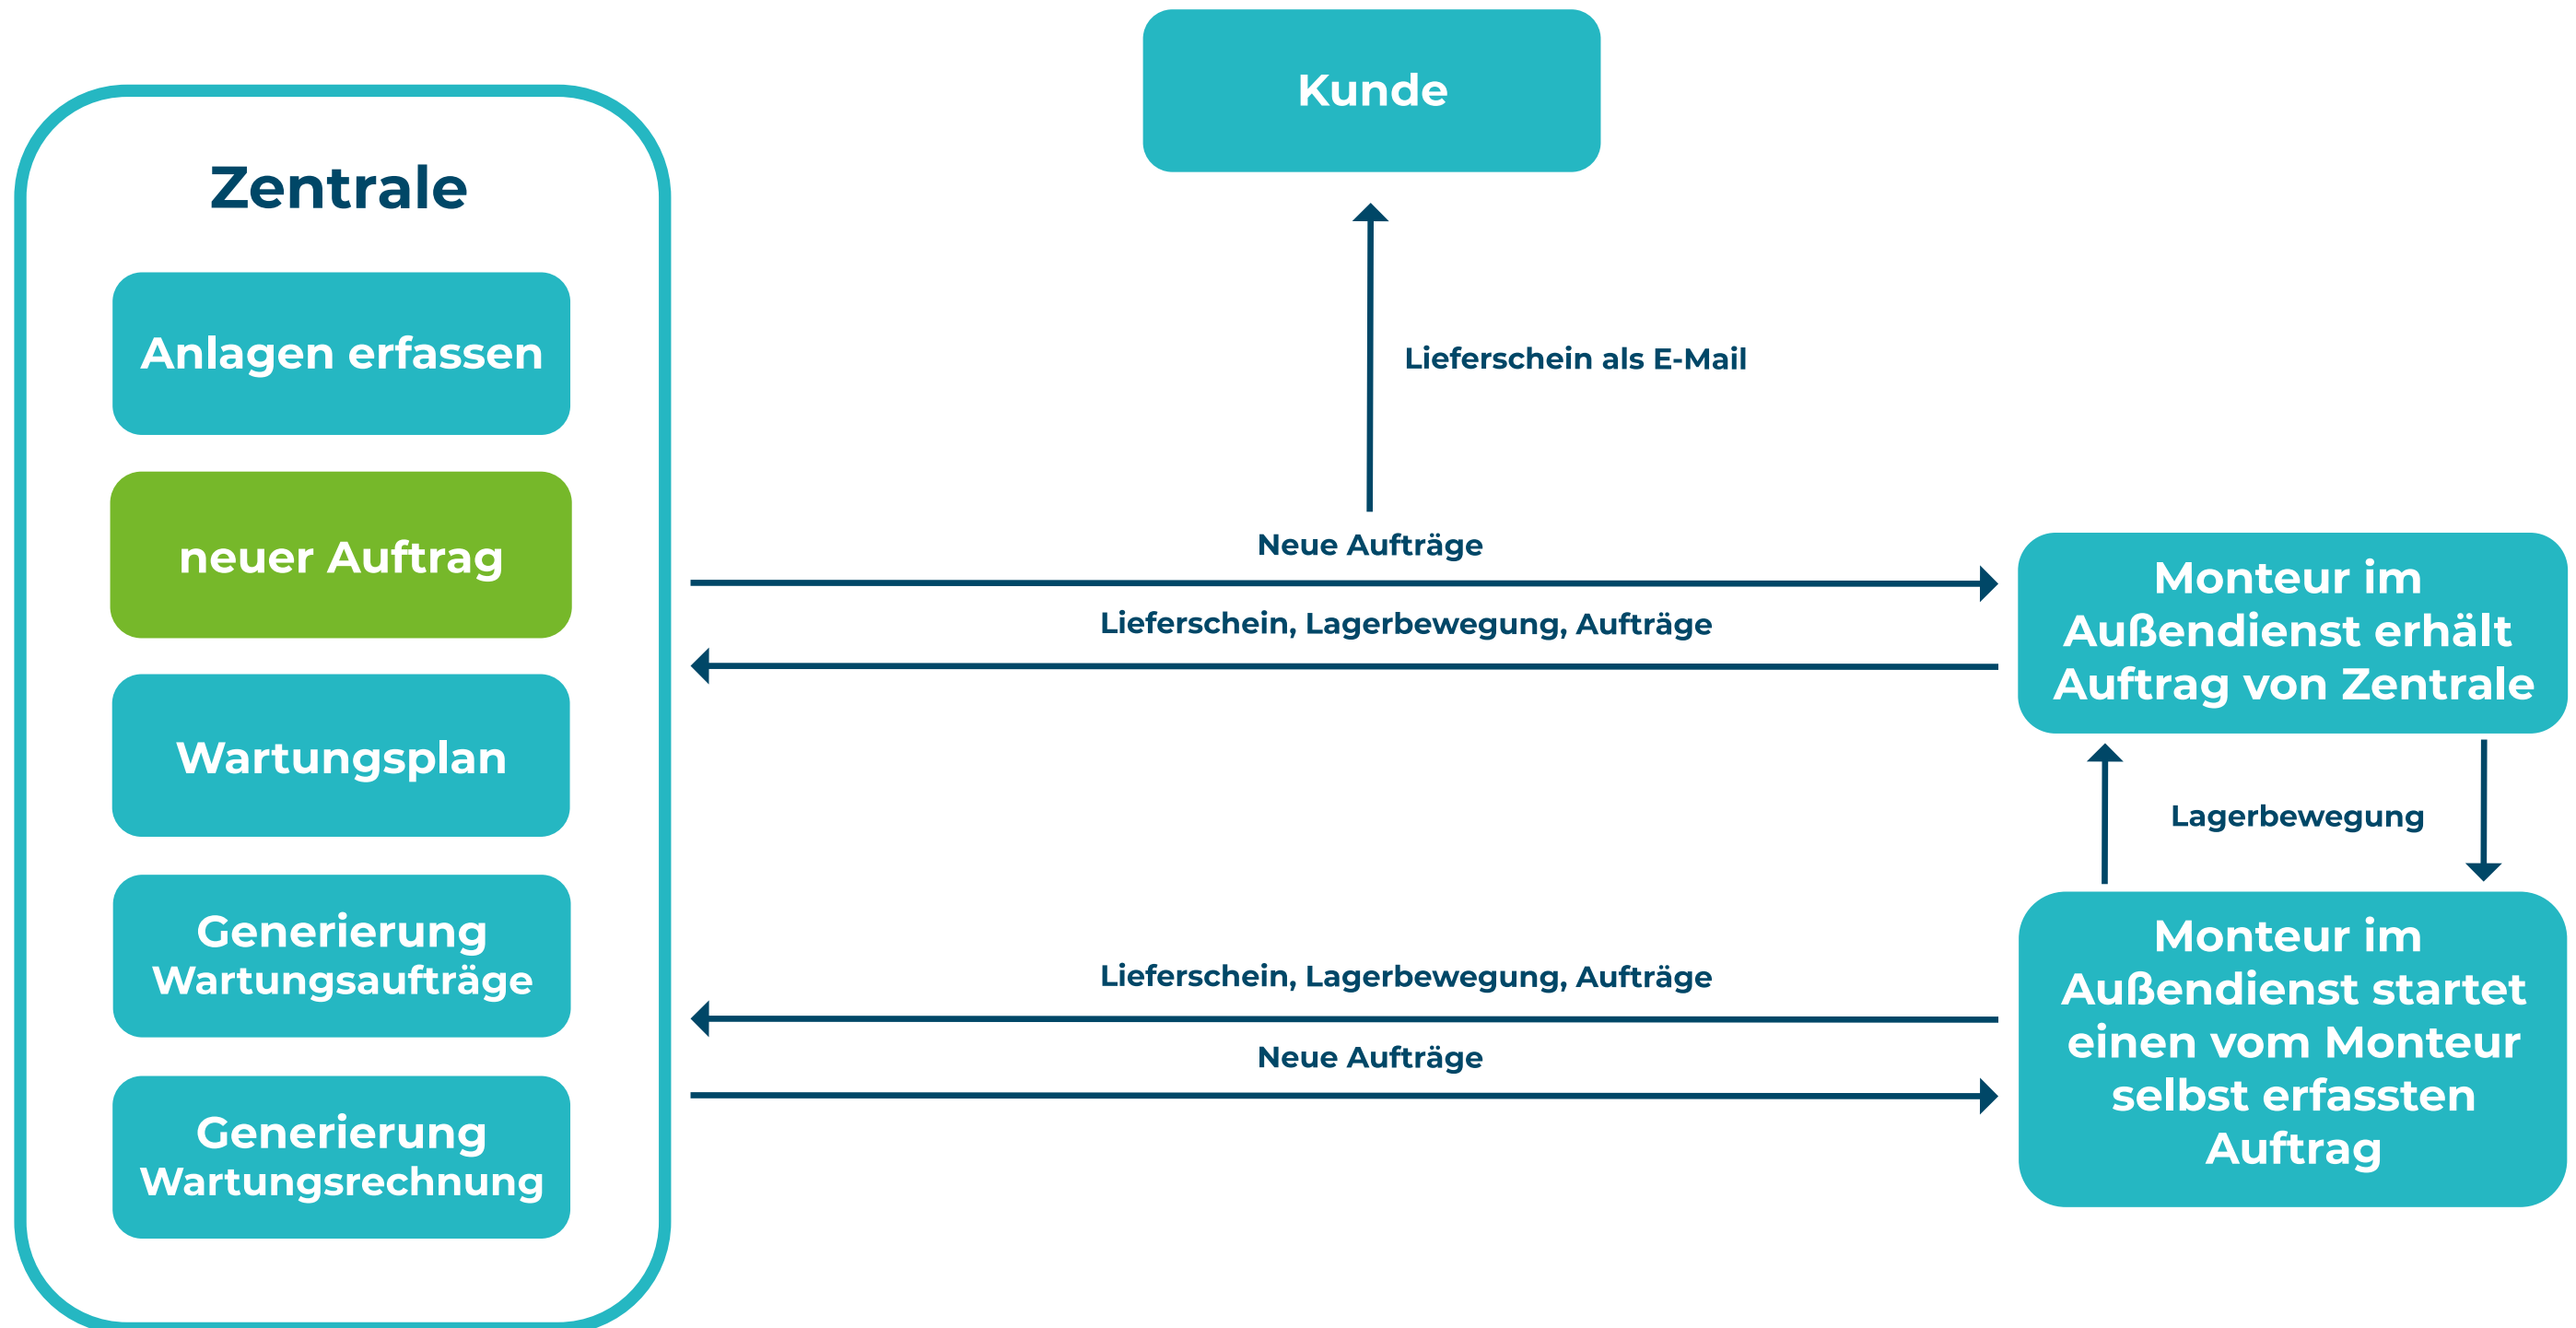 Kunde
Zentrale
Anlagen erfassen
Lieferschein als E-Mail
neuer Auftrag
Neue Aufträge
Lieferschein, Lagerbewegung, Aufträge
Monteur im
Außendienst erhält
Auftrag von Zentrale
Wartungsplan
Lagerbewegung
Generierung
Wartungsaufträge
Lieferschein, Lagerbewegung, Aufträge
Neue Aufträge
Monteur im
Außendienst startet
einen vom Monteur
selbst erfassten
Auftrag
Generierung
Wartungsrechnung